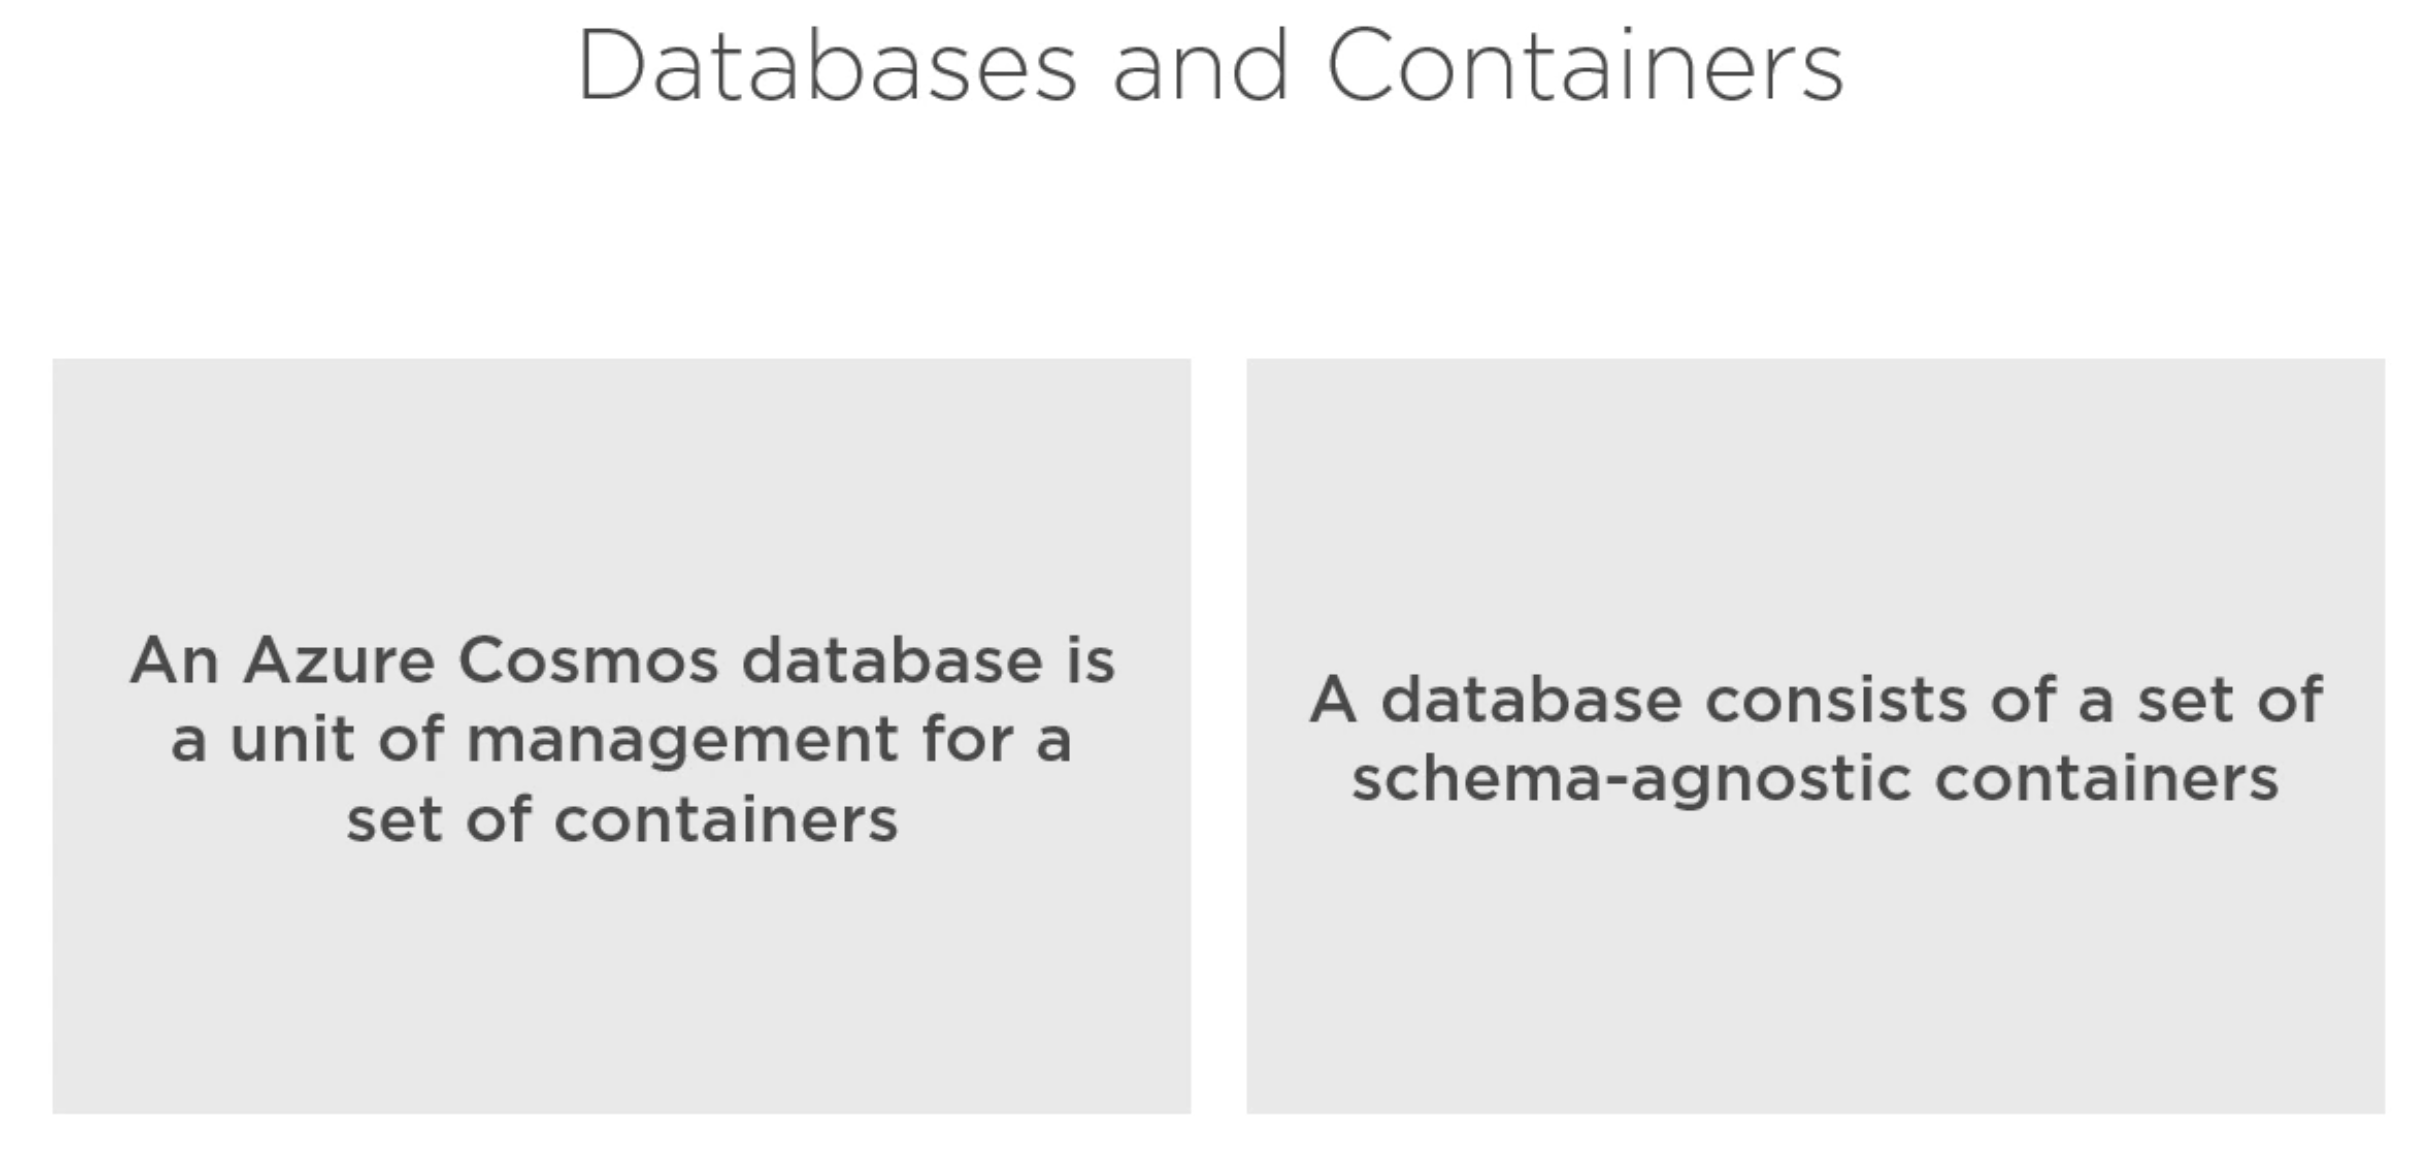 Databases and Containers
An Azure Cosmos database is
a unit of management for a
set of containers
A database consists of a set of
schema-agnostic containers